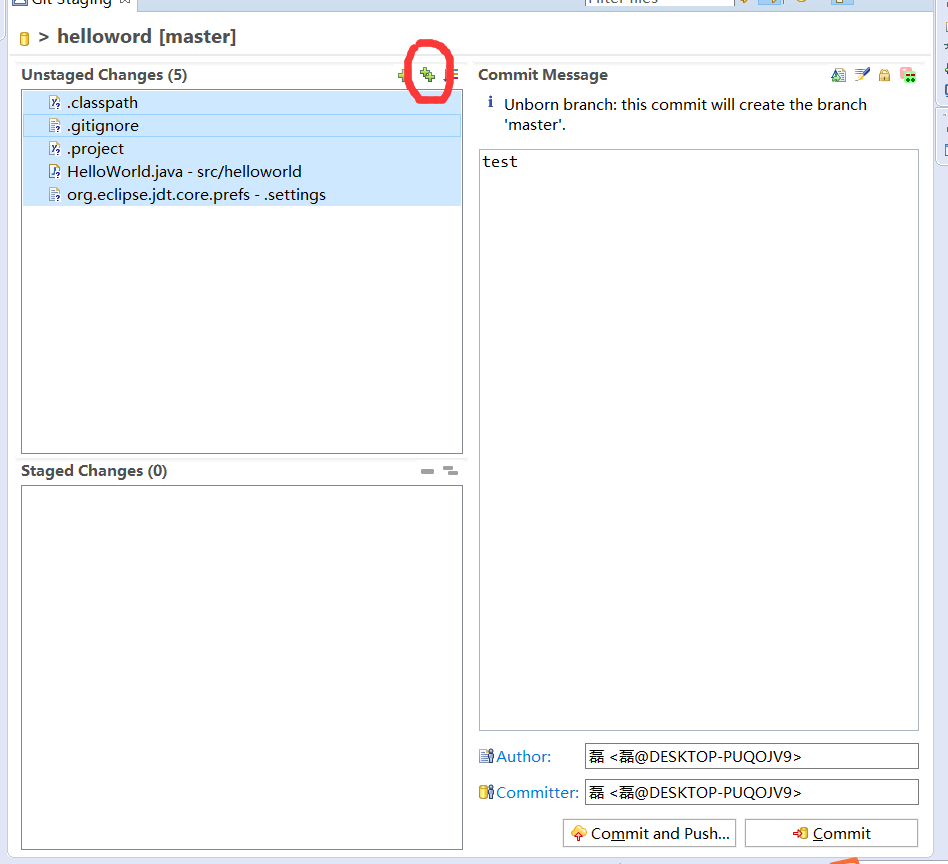 Git Staging
Filter files
> helloword [master]
Unstaged Changes (5)
.classpath
.gitignore
.project
HelloWorld.java - src/helloworld
org.eclipse.jdt.core.prefs - .settings
Staged Changes (0)
Commit Message
Unborn branch: this commit will create the branch
'master'.
test
Author:
磊 <磊@DESKTOP-PUQOJV9>
Committer:
磊 <磊@DESKTOP-PUQOJV9>
Commit and Push...
Commit